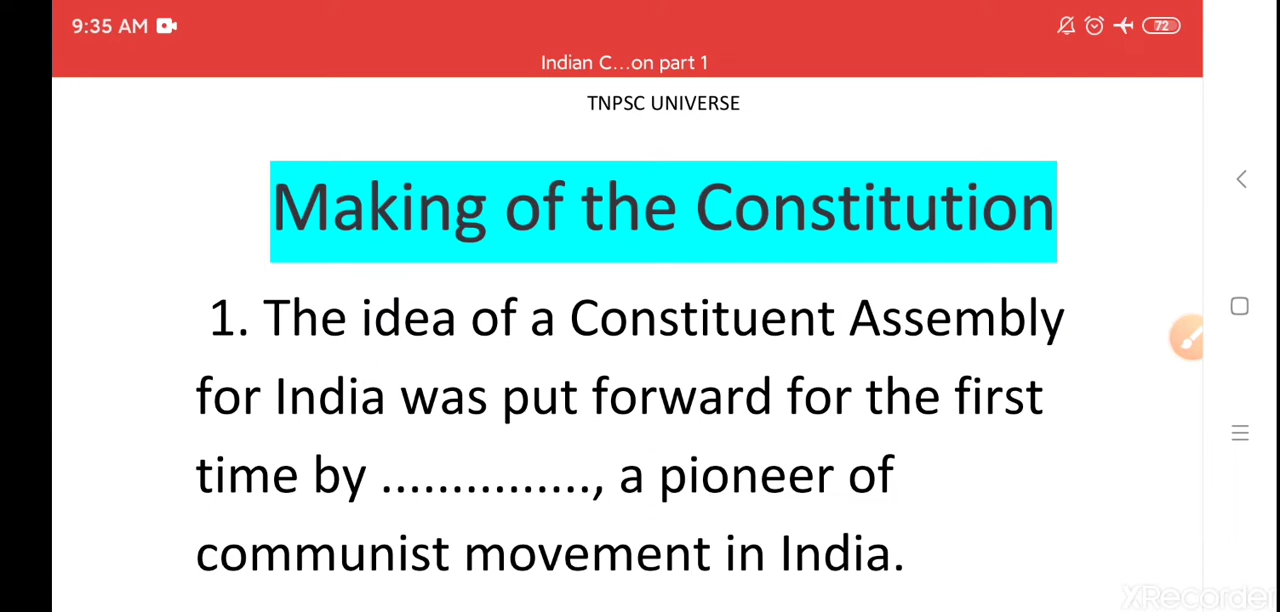 9:35 AM
72
Indian C...on part 1
TNPSC UNIVERSE
Making of the Constitution
1. The idea of a Constituent Assembly
for India was put forward for the first
time by ..............., a pioneer of
communist movement in India.
XRecorder